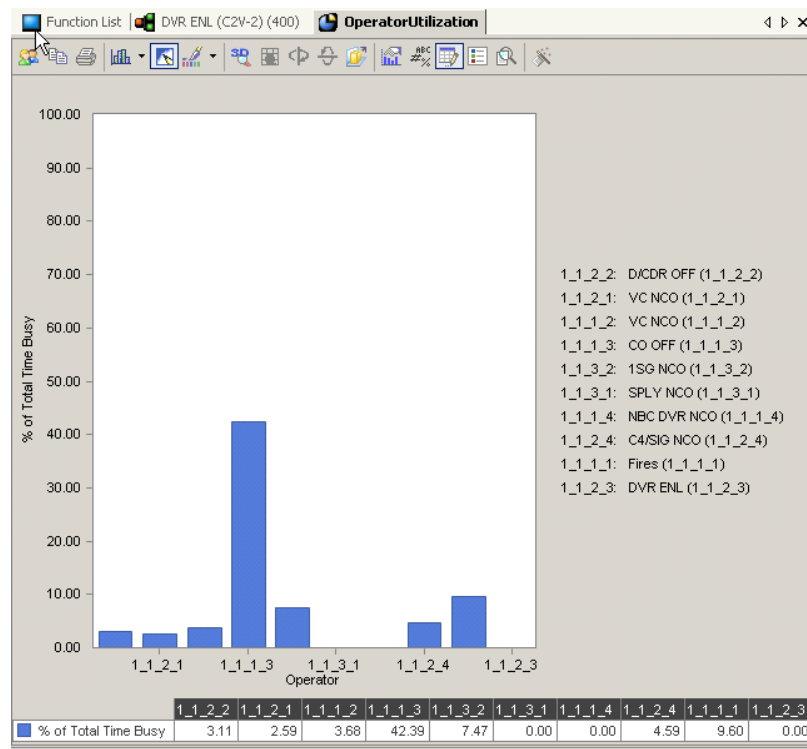 Function List DVR ENL (C2V-2) (400) OperatorUtilization
3D ABC #%
100.00
90.00
80.00
70.00
60.00
50.00
40.00
30.00
20.00
10.00
0.00
% of Total Time Busy
1_1_2_1 1_1_1_3 1_1_3_1 1_1_2_4 1_1_2_3
Operator
1_1_2_2: D/CDR OFF (1_1_2_2)
1_1_2_1: VC NCO (1_1_2_1)
1_1_1_2: VC NCO (1_1_1_2)
1_1_1_3: CO OFF (1_1_1_3)
1_1_3_2: 1SG NCO (1_1_3_2)
1_1_3_1: SPLY NCO (1_1_3_1)
1_1_1_4: NBC DVR NCO (1_1_1_4)
1_1_2_4: C4/SIG NCO (1_1_2_4)
1_1_1_1: Fires (1_1_1_1)
1_1_2_3: DVR ENL (1_1_2_3)
1_1_2_2 1_1_2_1 1_1_1_2 1_1_1_3 1_1_3_2 1_1_3_1 1_1_1_4 1_1_2_4 1_1_1_1 1_1_2_3
% of Total Time Busy 3.11 2.59 3.68 42.39 7.47 0.00 0.00 4.59 9.60 0.00